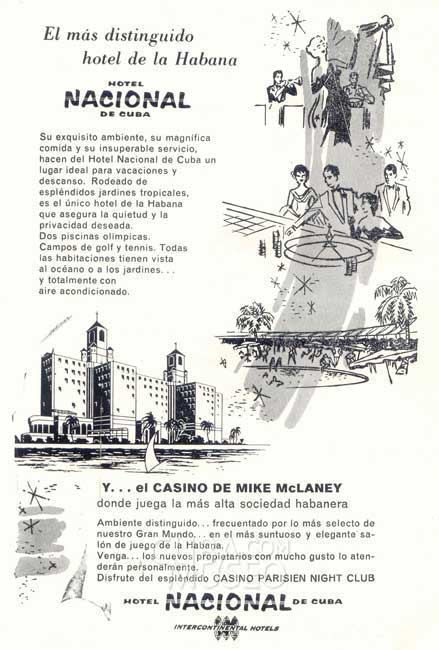 El más distinguido
hotel de la Habana
HOTEL
NACIONAL
DE CUBA
Su exquisito ambiente, su magnífica
comida y su insuperable servicio,
hacen del Hotel Nacional de Cuba un
lugar ideal para vacaciones y
descanso. Rodeado de
espléndidos jardines tropicales,
es el único hotel de la Habana
que asegura la quietud y la
privacidad deseada.
Dos piscinas olímpicas.
Campos de golf y tennis. Todas
las habitaciones tienen vista
al océano o a los jardines...
y totalmente con
aire acondicionado.
Y... el CASINO DE MIKE McLANEY
donde juega la más alta sociedad habanera
Ambiente distinguido... frecuentado por lo más selecto de
nuestro Gran Mundo... en el más suntuoso y elegante sa-
lón de juego de la Habana.
Venga... los nuevos propietarios con mucho gusto lo aten-
derán personalmente.
Disfrute del espléndido CASINO PARISIEN NIGHT CLUB
HOTEL NACIONAL DE CUBA
INTERCONTINENTAL HOTELS